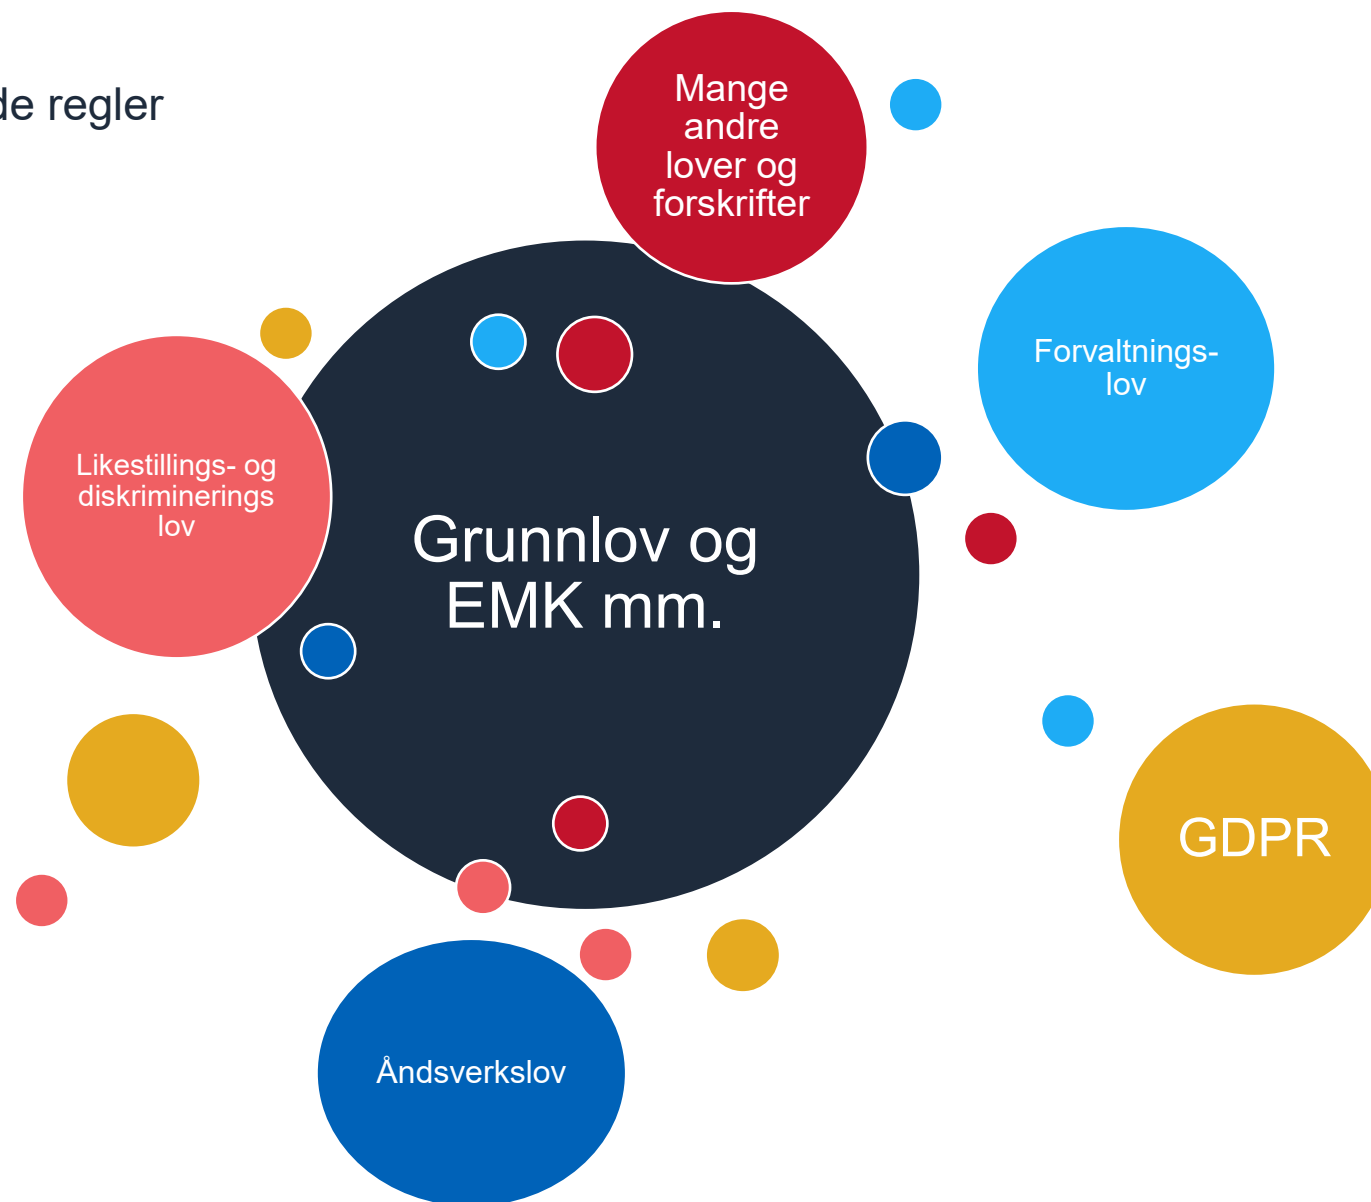 de regler
Mange
andre
lover og
forskrifter
Forvaltnings-
lov
Likestillings- og
diskriminerings
lov
Grunnlov og
EMK mm.
GDPR
Åndsverkslov